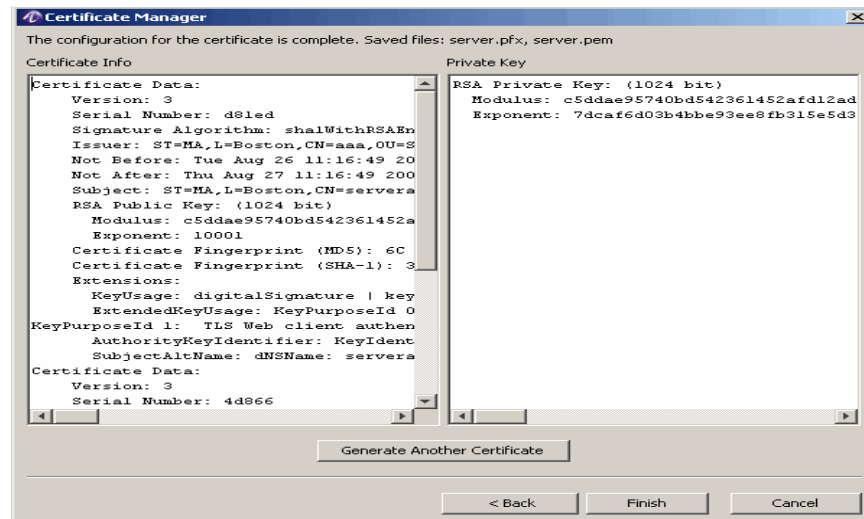 Certificate Manager
The configuration for the certificate is complete. Saved files: server.pfx, server.pem
Certificate Info
Certificate Data:
Version: 3
Serial Number: d81ed
Signature Algorithm: sha1WithRSAEn
Issuer: ST=MA,L=Boston,CN=aaa,OU=S
Not Before: Tue Aug 26 11:16:49 20
Not After: Thu Aug 27 11:16:49 200
Subject: ST=MA,L=Boston,CN=servera
RSA Public Key: (1024 bit)
Modulus: c5ddae95740bd542361452a
Exponent: 10001
Certificate Fingerprint (MD5): 6C
Certificate Fingerprint (SHA-1): 3
Extensions:
KeyUsage: digitalSignature | key
ExtendedKeyUsage: KeyPurposeId 0
KeyPurposeId 1: TLS Web client authen
AuthorityKeyIdentifier: KeyIdent
SubjectAltName: dNSName: servera
Certificate Data:
Version: 3
Serial Number: 4d866
Private Key
RSA Private Key: (1024 bit)
Modulus: c5ddae95740bd542361452afd12ad
Exponent: 7dcaf6d03b4bbe93ee8fb315e5d3
Generate Another Certificate
< Back
Finish
Cancel